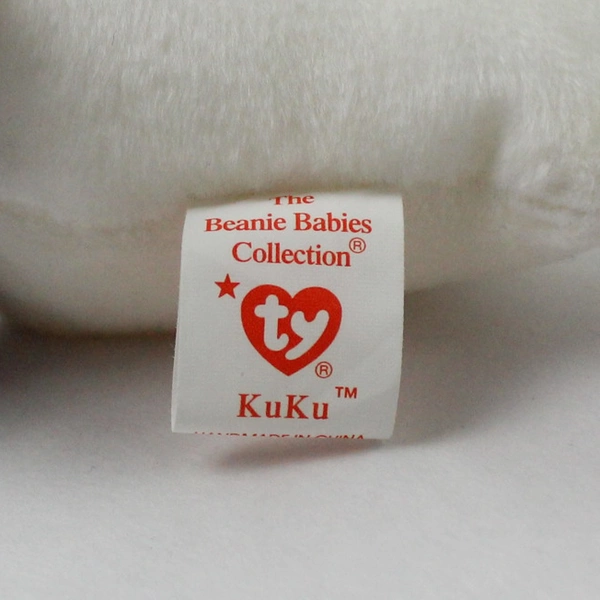 The
Beanie Babies
Collection®
ty®
KuKu™
HANDMADE IN CHINA